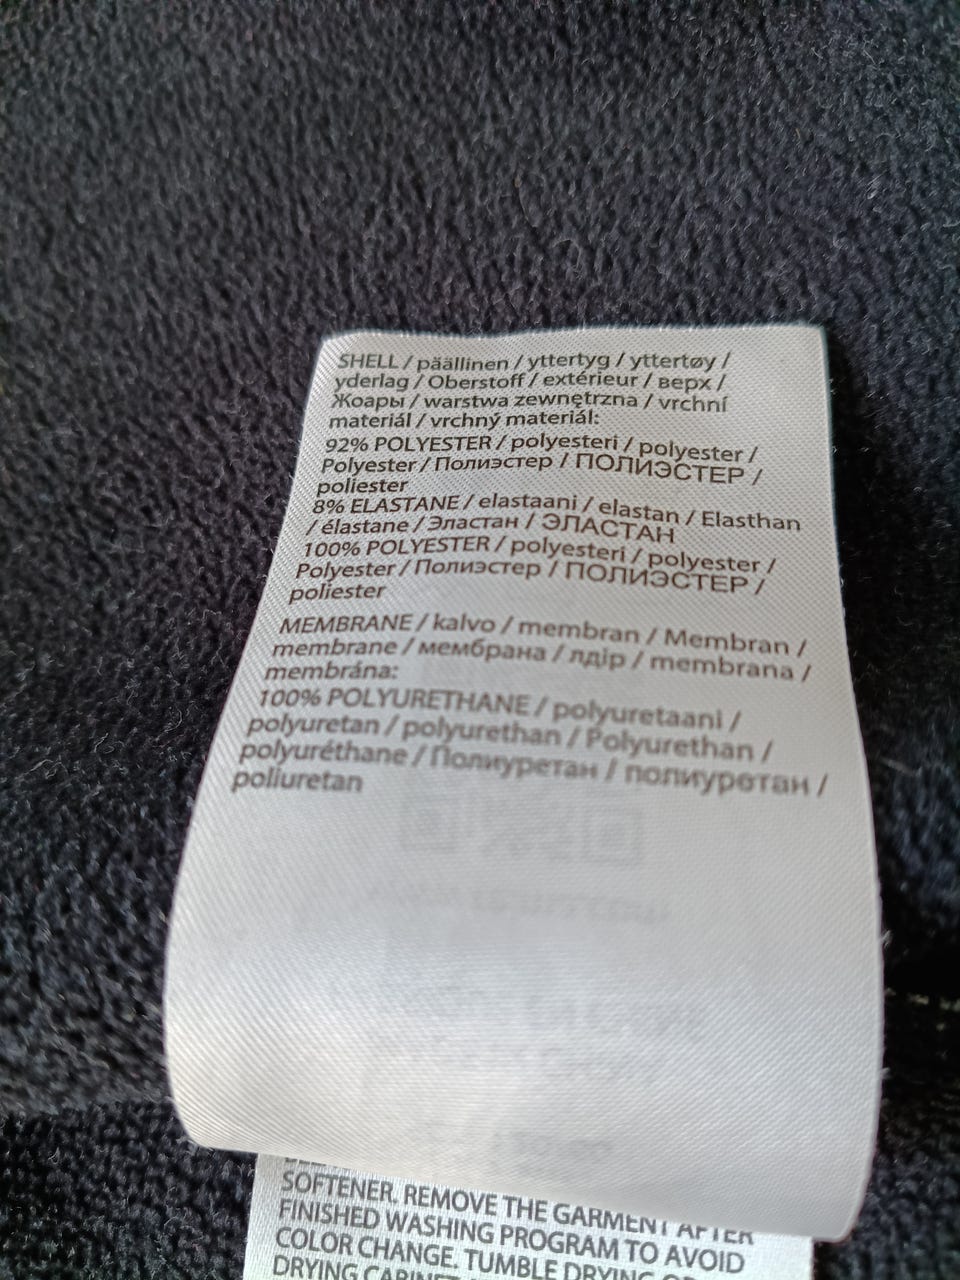 SHELL / päällinen / yttertyg / yttertøy /
yderlag / Oberstoff / extérieur / верх /
Жоары / warstwa zewnętrzna / vrchní
materiál / vrchný materiál:
92% POLYESTER / polyesteri / polyester /
Polyester / Полиэстер / ПОЛИЭСТЕР /
poliester
8% ELASTANE / elastaani / elastan / Elasthan
/ élastane / Эластан / ЭЛАСТАН
100% POLYESTER / polyesteri / polyester /
Polyester / Полиэстер / ПОЛИЭСТЕР /
poliester
MEMBRANE / kalvo / membran / Membran /
membrane / мембрана / лдір / membrana /
membrána:
100% POLYURETHANE / polyuretaani /
polyuretan / polyurethan / Polyurethan /
polyuréthane / Полиуретан / полиуретан /
poliuretan
SOFTENER. REMOVE THE GARMENT AFTER
FINISHED WASHING PROGRAM TO AVOID
COLOR CHANGE. TUMBLE DRYING OR
DRYING CABINET